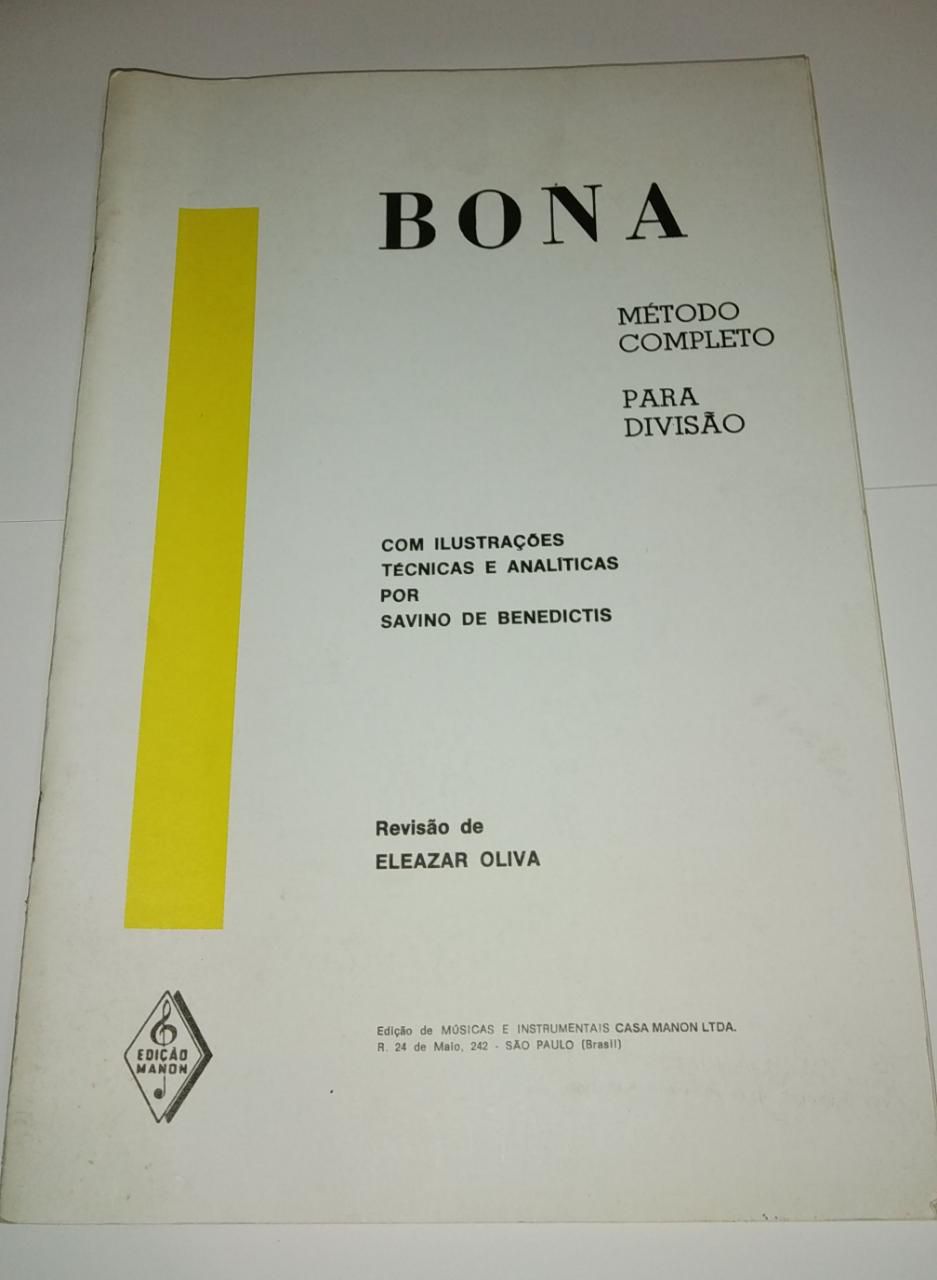 BONA
MÉTODO
COMPLETO
PARA
DIVISÃO
COM ILUSTRAÇÕES
TÉCNICAS E ANALÍTICAS
POR
SAVINO DE BENEDICTIS
Revisão de
ELEAZAR OLIVA
Edição de MÚSICAS E INSTRUMENTAIS CASA MANON LTDA.
R. 24 de Maio, 242 - SÃO PAULO (Brasil)
EDIÇÃO
MANON